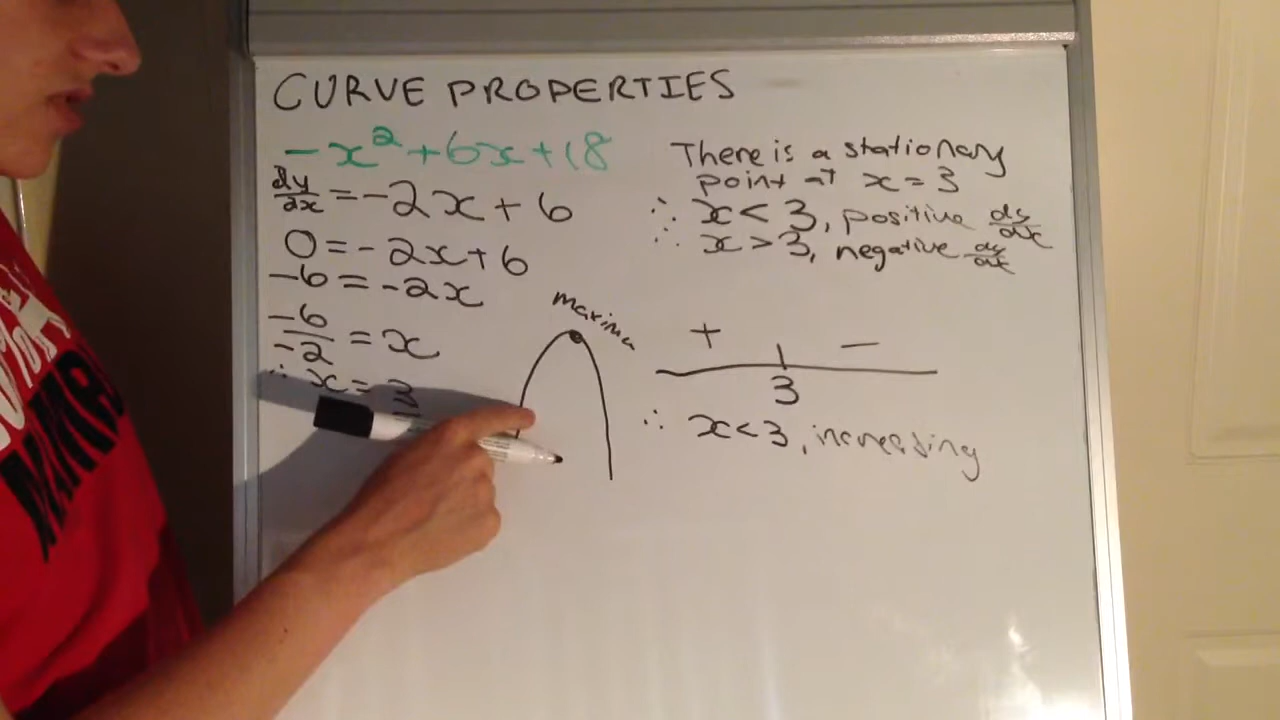 CURVE PROPERTIES
-x²+6x+18
dy/dx=-2x+6
0=-2x+6
-6=-2x
-6/-2=x
∴ x=3
There is a stationary
point at x=3
∴ x<3, positive dy/dx
∴ x>3, negative dy/dx
maxima
+ -
3
∴ x<3, increasing